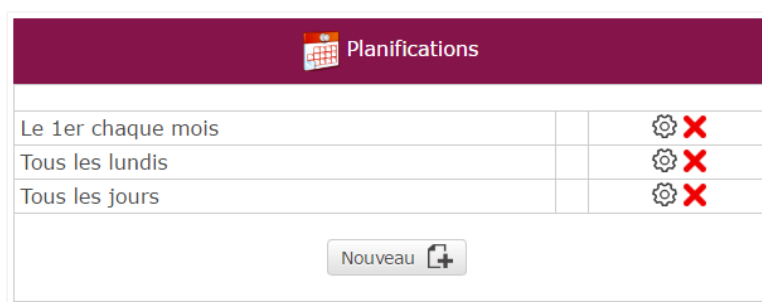 Planifications
Le 1er chaque mois
Tous les lundis
Tous les jours
Nouveau